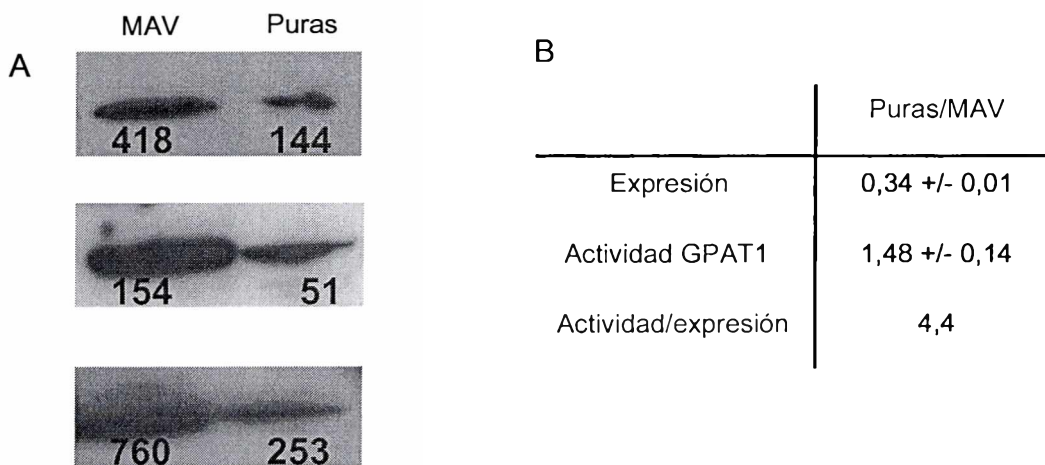 MAV Puras
A
418 144
154 51
760 253
B
Puras/MAV
Expresión 0,34 +/- 0,01
Actividad GPAT1 1,48 +/- 0,14
Actividad/expresión 4,4